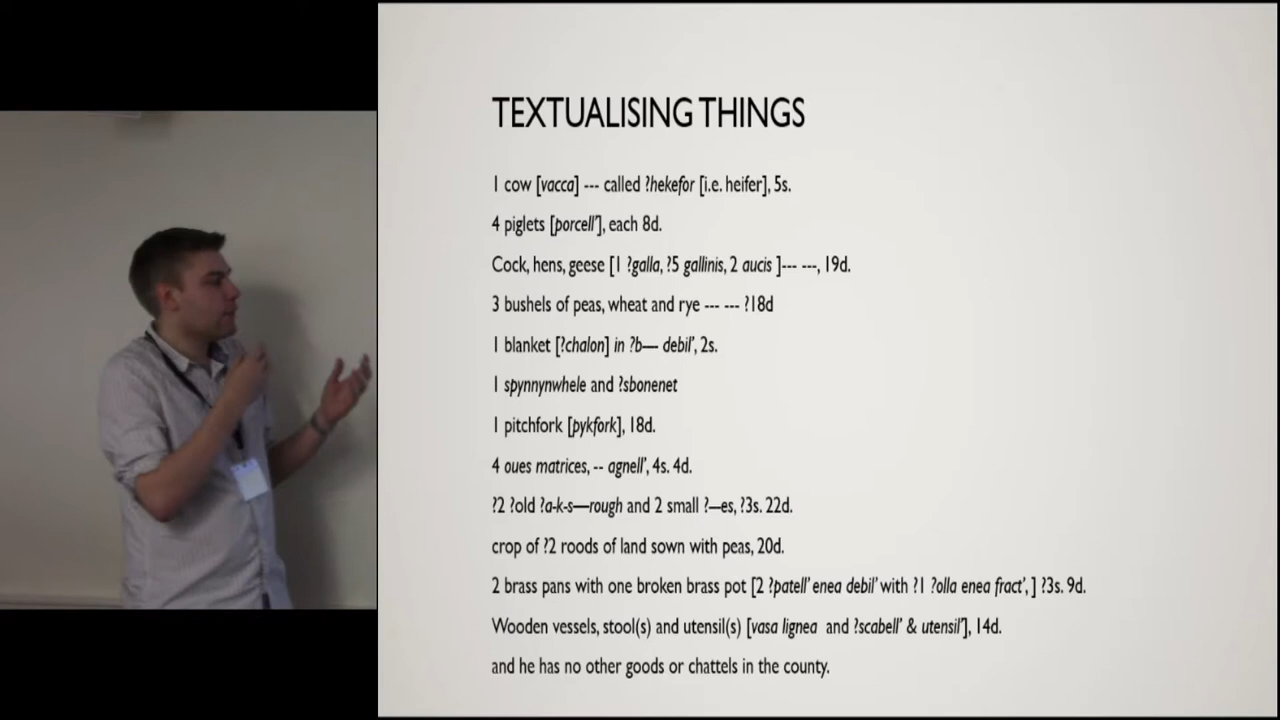 TEXTUALISING THINGS
1 cow [vacca] --- called ?hekefor [i.e. heifer], 5s.
4 piglets [porcell'], each 8d.
Cock, hens, geese [1 ?galla, ?5 gallinis, 2 aucis ]--- ---, 19d.
3 bushels of peas, wheat and rye --- --- ?18d
1 blanket [?chalon] in ?b— debil', 2s.
1 spynnynwhele and ?sbonenet
1 pitchfork [pykfork], 18d.
4 oues matrices, -- agnell', 4s. 4d.
?2 ?old ?a-k-s—rough and 2 small ?—es, ?3s. 22d.
crop of ?2 roods of land sown with peas, 20d.
2 brass pans with one broken brass pot [2 ?patell' enea debil' with ?1 ?olla enea fract', ] ?3s. 9d.
Wooden vessels, stool(s) and utensil(s) [vasa lignea and ?scabell' & utensil'], 14d.
and he has no other goods or chattels in the county.